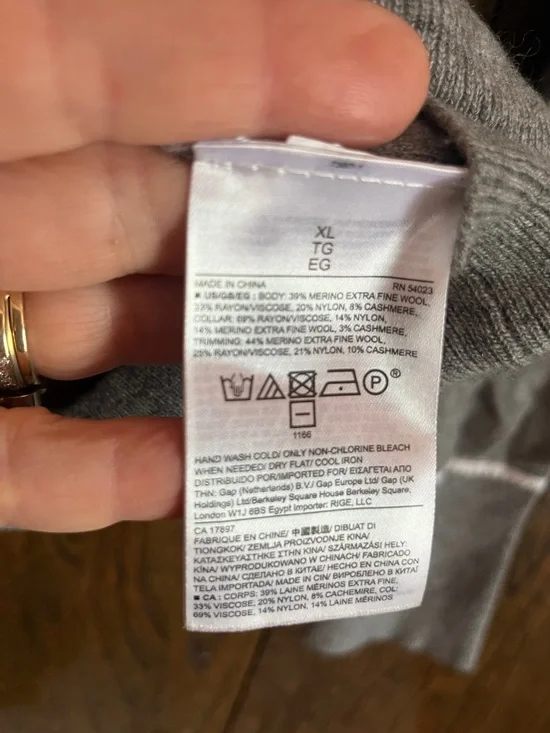 XL
TG
EG
MADE IN CHINA RN 54023
■ US/GB/EG : BODY: 39% MERINO EXTRA FINE WOOL,
33% RAYON/VISCOSE, 20% NYLON, 8% CASHMERE,
COLLAR: 69% RAYON/VISCOSE, 14% NYLON,
14% MERINO EXTRA FINE WOOL, 3% CASHMERE,
TRIMMING: 44% MERINO EXTRA FINE WOOL,
25% RAYON/VISCOSE, 21% NYLON, 10% CASHMERE
P ®
1166
HAND WASH COLD/ ONLY NON-CHLORINE BLEACH
WHEN NEEDED/ DRY FLAT/ COOL IRON
DISTRIBUIDO POR/IMPORTED FOR/ ΕΙΣΑΓΕΤΑΙ ΑΠΟ
ΤΗΝ: Gap (Netherlands) B.V./ Gap Europe Ltd/ Gap (UK
Holdings) Ltd/Berkeley Square House Berkeley Square,
London W1J 6BS Egypt Importer: RIGE, LLC
CA 17897
FABRIQUE EN CHINE/ 中國製造/ DIBUAT DI
TIONGKOK/ ZEMLJA PROIZVODNJE KINA/
ΚΑΤΑΣΚΕΥΑΣΤΗΚΕ ΣΤΗΝ ΚΙΝΑ/ SZÁRMAZÁSI HELY:
KÍNA/ WYPRODUKOWANO W CHINACH/ FABRICADO
NA CHINA/ СДЕЛАНО В КИТАЕ/ HECHO EN CHINA CON
TELA IMPORTADA/ MADE IN CIN/ ВИРОБЛЕНО В КИТАЇ
■ CA : CORPS: 39% LAINE MÉRINOS EXTRA FINE,
33% VISCOSE, 20% NYLON, 8% CACHEMIRE, COL:
69% VISCOSE, 14% NYLON, 14% LAINE MÉRINOS